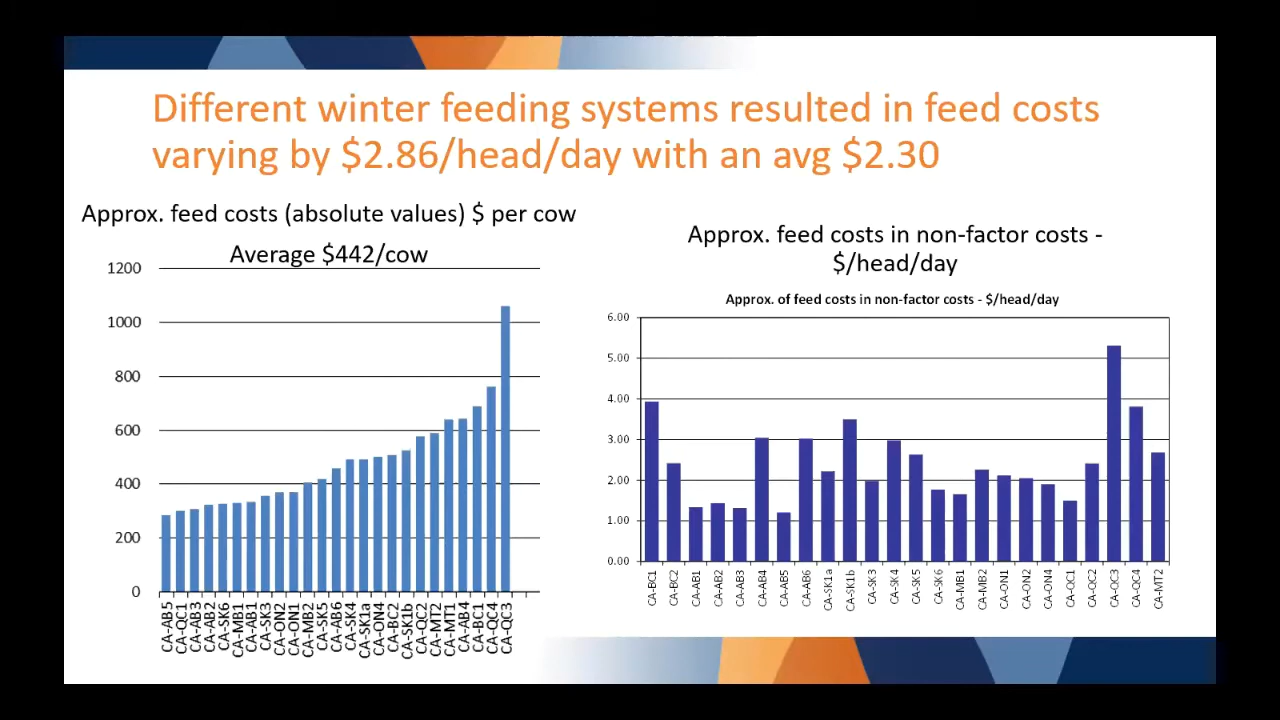 Different winter feeding systems resulted in feed costs
varying by $2.86/head/day with an avg $2.30
Approx. feed costs (absolute values) $ per cow
Average $442/cow
1200
1000
800
600
400
200
0
CA-AB5
CA-QC1
CA-AB3
CA-AB2
CA-SK6
CA-MB1
CA-AB1
CA-SK3
CA-ON2
CA-ON1
CA-MB2
CA-SK5
CA-AB6
CA-SK4
CA-SK1a
CA-ON4
CA-BC2
CA-SK1b
CA-QC2
CA-MT2
CA-MT1
CA-AB4
CA-BC1
CA-QC4
CA-QC3
Approx. feed costs in non-factor costs -
$/head/day
Approx. of feed costs in non-factor costs - $/head/day
6.00
5.00
4.00
3.00
2.00
1.00
0.00
CA-BC1
CA-BC2
CA-AB1
CA-AB2
CA-AB3
CA-AB4
CA-AB5
CA-AB6
CA-SK1a
CA-SK1b
CA-SK3
CA-SK4
CA-SK5
CA-SK6
CA-MB1
CA-MB2
CA-ON1
CA-ON2
CA-ON4
CA-QC1
CA-QC2
CA-QC3
CA-QC4
CA-MT2